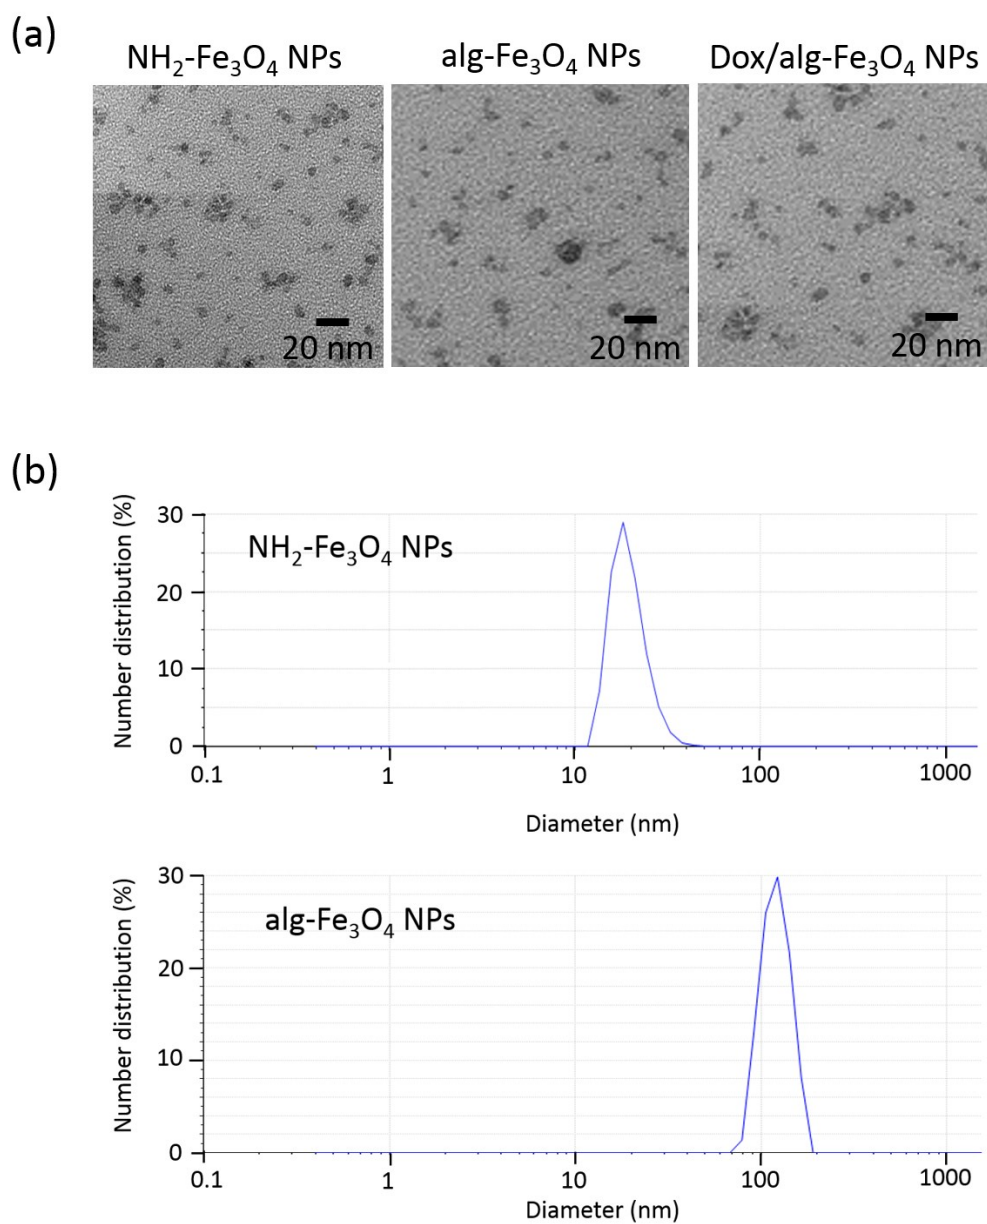 (a)
NH₂-Fe₃O₄ NPs
alg-Fe₃O₄ NPs
Dox/alg-Fe₃O₄ NPs
20 nm
20 nm
20 nm
(b)
Number distribution (%)
30
20
10
0
NH₂-Fe₃O₄ NPs
0.1
1
10
100
1000
Diameter (nm)
Number distribution (%)
30
20
10
0
alg-Fe₃O₄ NPs
0.1
1
10
100
1000
Diameter (nm)